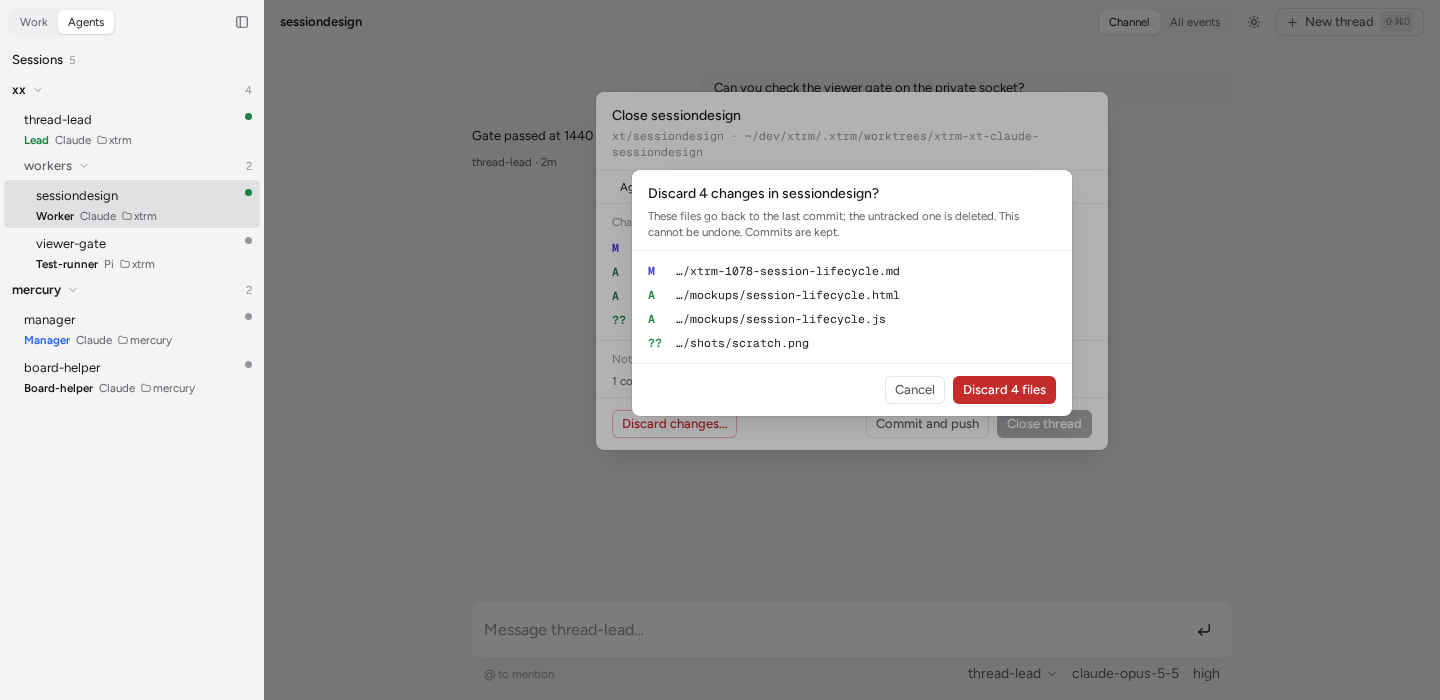 Work
Agents
Sessions 5
xx 4
thread-lead
Lead Claude xtrm
workers 2
sessiondesign
Worker Claude xtrm
viewer-gate
Test-runner Pi xtrm
mercury 2
manager
Manager Claude mercury
board-helper
Board-helper Claude mercury
sessiondesign
Channel
All events
New thread ⇧⌘O
Can you check the viewer gate on the private socket?
Gate passed at 1440
thread-lead · 2m
Close sessiondesign
xt/sessiondesign · ~/dev/xtrm/.xtrm/worktrees/xtrm-xt-claude-
sessiondesign
M
A
A
??
1
Discard changes...
Commit and push
Close thread
Discard 4 changes in sessiondesign?
These files go back to the last commit; the untracked one is deleted. This
cannot be undone. Commits are kept.
M …/xtrm-1078-session-lifecycle.md
A …/mockups/session-lifecycle.html
A …/mockups/session-lifecycle.js
?? …/shots/scratch.png
Cancel
Discard 4 files
Message thread-lead…
@ to mention
thread-lead
claude-opus-5-5
high